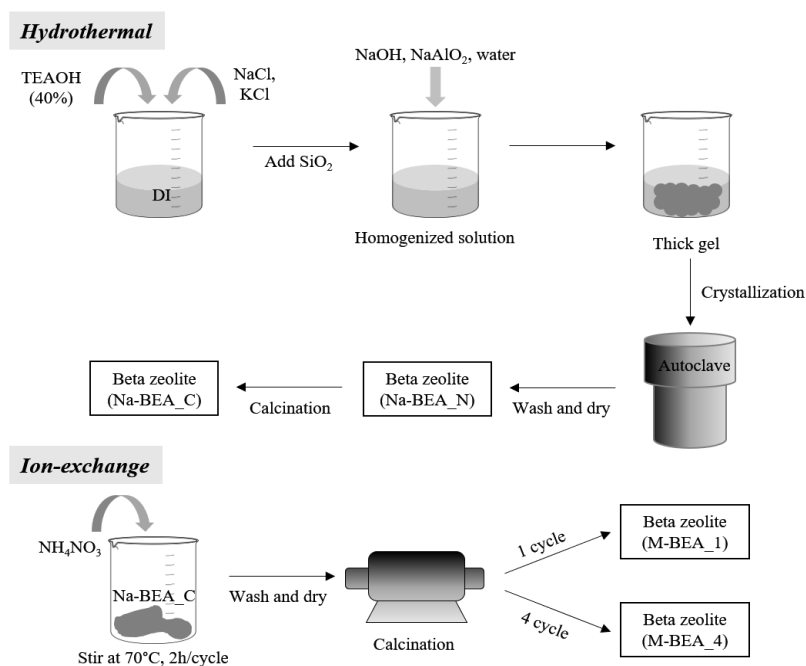 Hydrothermal
TEAOH
(40%)
NaCl,
KCl
DI
Add SiO₂
NaOH, NaAlO₂, water
Homogenized solution
Thick gel
Crystallization
Autoclave
Wash and dry
Beta zeolite
(Na-BEA_N)
Calcination
Beta zeolite
(Na-BEA_C)
Ion-exchange
NH₄NO₃
Na-BEA_C
Stir at 70°C, 2h/cycle
Wash and dry
Calcination
1 cycle
Beta zeolite
(M-BEA_1)
4 cycle
Beta zeolite
(M-BEA_4)